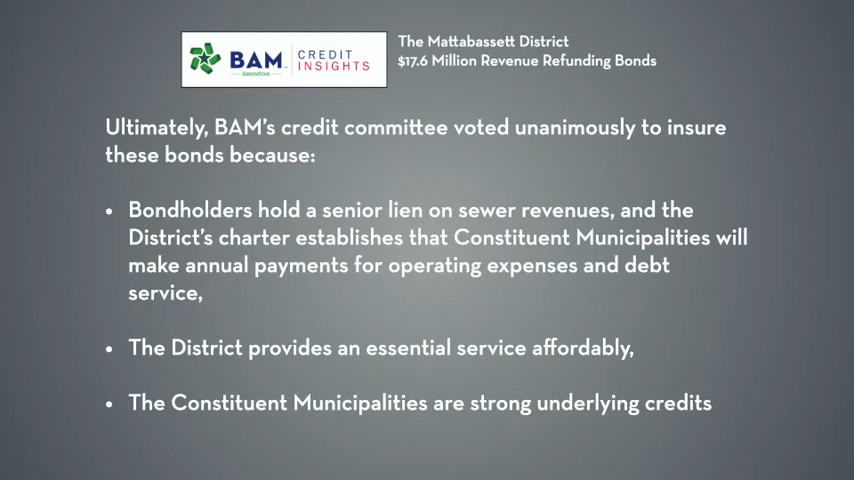 BAM
GREENSTAR
CREDIT
INSIGHTS
The Mattabassett District
$17.6 Million Revenue Refunding Bonds
Ultimately, BAM's credit committee voted unanimously to insure
these bonds because:
• Bondholders hold a senior lien on sewer revenues, and the
District's charter establishes that Constituent Municipalities will
make annual payments for operating expenses and debt
service,
• The District provides an essential service affordably,
• The Constituent Municipalities are strong underlying credits